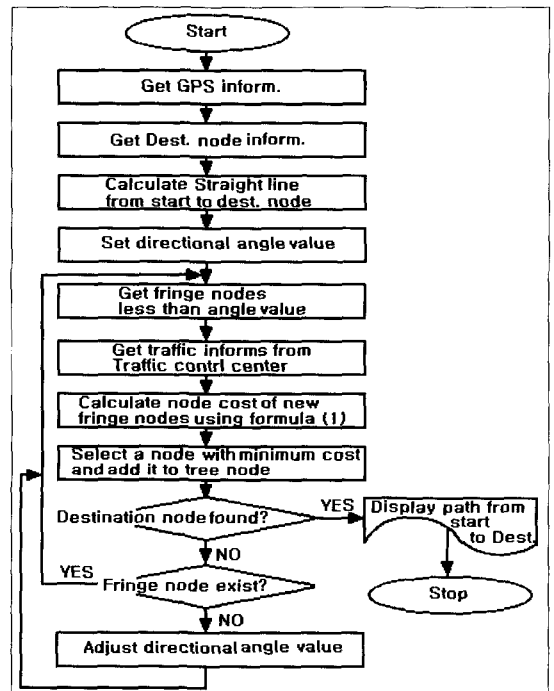 Start
Get GPS inform.
Get Dest. node inform.
Calculate Straight line
from start to dest. node
Set directional angle value
Get fringe nodes
less than angle value
Get traffic informs from
Traffic contrl center
Calculate node cost of new
fringe nodes using formula (1)
Select a node with minimum cost
and add it to tree node
Destination node found?
YES
Display path from
start
to Dest.
NO
YES
Fringe node exist?
Stop
NO
Adjust directional angle value